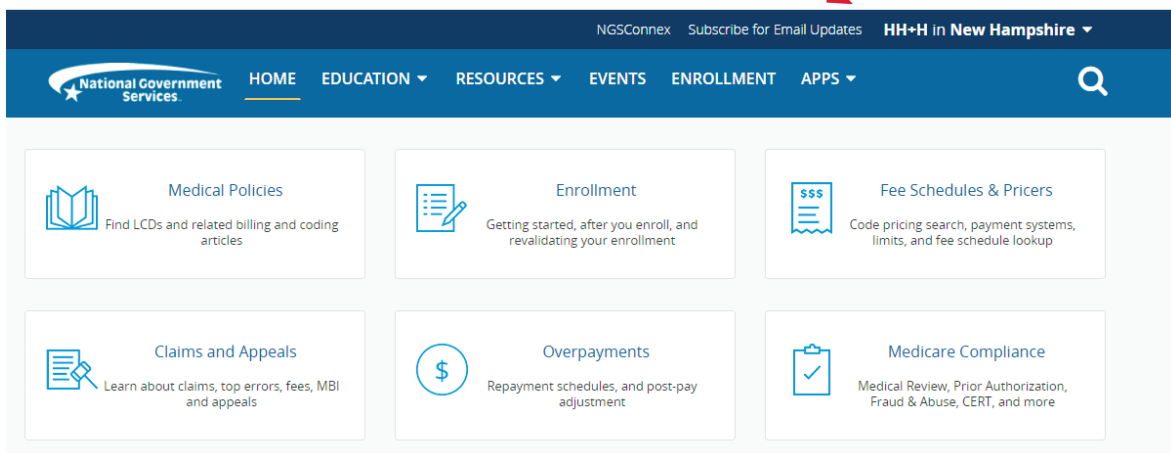 NGSConnex Subscribe for Email Updates HH+H in New Hampshire
National Government
Services.
HOME EDUCATION RESOURCES EVENTS ENROLLMENT APPS
Medical Policies
Find LCDs and related billing and coding
articles
Enrollment
Getting started, after you enroll, and
revalidating your enrollment
$$$
Fee Schedules & Pricers
Code pricing search, payment systems,
limits, and fee schedule lookup
Claims and Appeals
Learn about claims, top errors, fees, MBI
and appeals
$
Overpayments
Repayment schedules, and post-pay
adjustment
Medicare Compliance
Medical Review, Prior Authorization,
Fraud & Abuse, CERT, and more